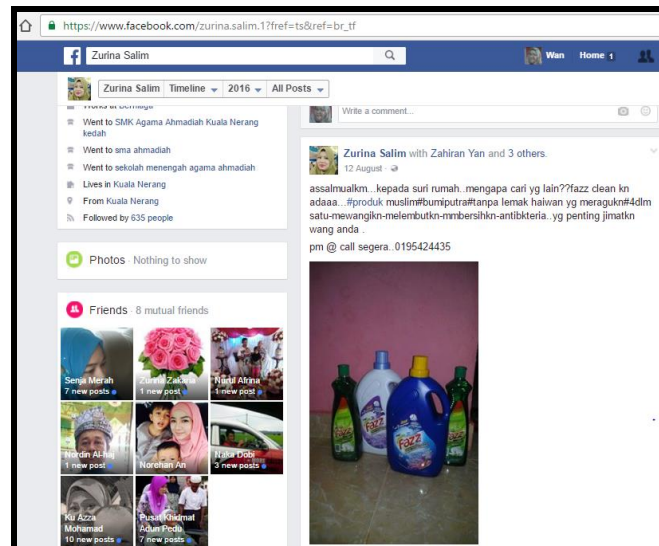 https://www.facebook.com/zurina.salim.1?fref=ts&ref=br_tf
Zurina Salim
Wan
Home 1
Zurina Salim Timeline 2016 All Posts
Went to SMK Agama Ahmadiah Kuala Nerang
kedah
Went to sma ahmadiah
Went to sekolah menengah agama ahmadiah
Lives in Kuala Nerang
From Kuala Nerang
Followed by 635 people
Photos · Nothing to show
Friends · 8 mutual friends
Senja Merah
7 new posts
Zurina Zakaria
1 new post
Nurul Afrina
1 new post
Nordin Al-haj
1 new post
Norehan An
Naka Dobi
3 new posts
Ku Azza
Mohamad
10 new posts
Pusat Khidmat
Adun Pedu
7 new posts
Write a comment...
Zurina Salim with Zahiran Yan and 3 others.
12 August ·
assalmualkm...kepada suri rumah..mengapa cari yg lain??fazz clean kn
adaaa...#produk muslim#bumiputra#tanpa lemak haiwan yg meragukn#4dlm
satu-mewangikn-melembutkn-mmbersihkn-antibkteria..yg penting jimatkn
wang anda .
pm @ call segera..0195424435
Fazz
Fazz